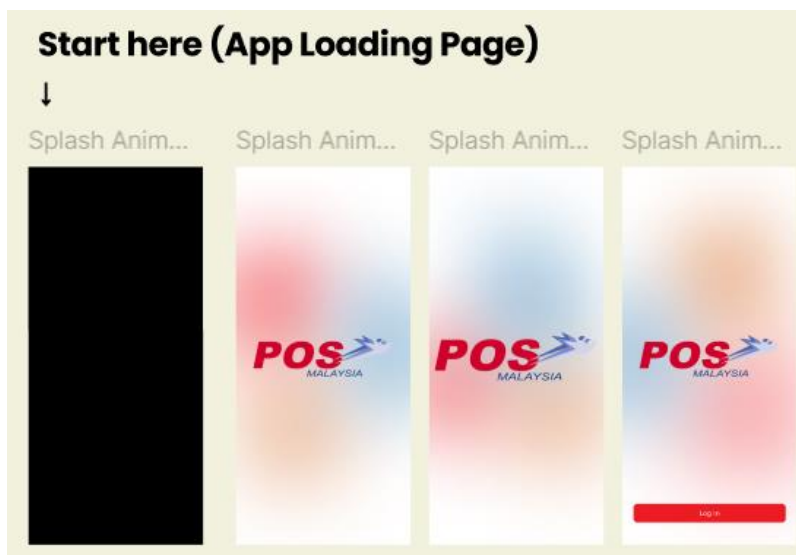 Start here (App Loading Page)
↓
Splash Anim... Splash Anim... Splash Anim... Splash Anim...
POS MALAYSIA
POS MALAYSIA
POS MALAYSIA
Log In